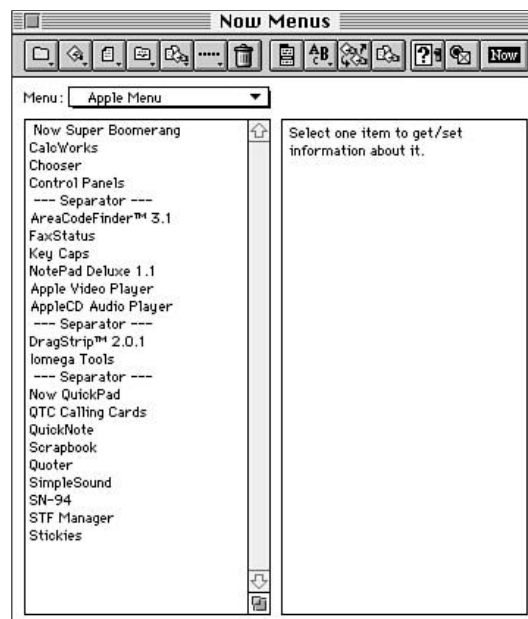 Now Menus
A B C
?
Now
Menu: Apple Menu
Now Super Boomerang
CalcWorks
Chooser
Control Panels
--- Separator ---
AreaCodeFinder™ 3.1
FaxStatus
Key Caps
NotePad Deluxe 1.1
Apple Video Player
AppleCD Audio Player
--- Separator ---
DragStrip™ 2.0.1
Iomega Tools
--- Separator ---
Now QuickPad
QTC Calling Cards
QuickNote
Scrapbook
Quoter
SimpleSound
SN-94
STF Manager
Stickies
Select one item to get/set
information about it.